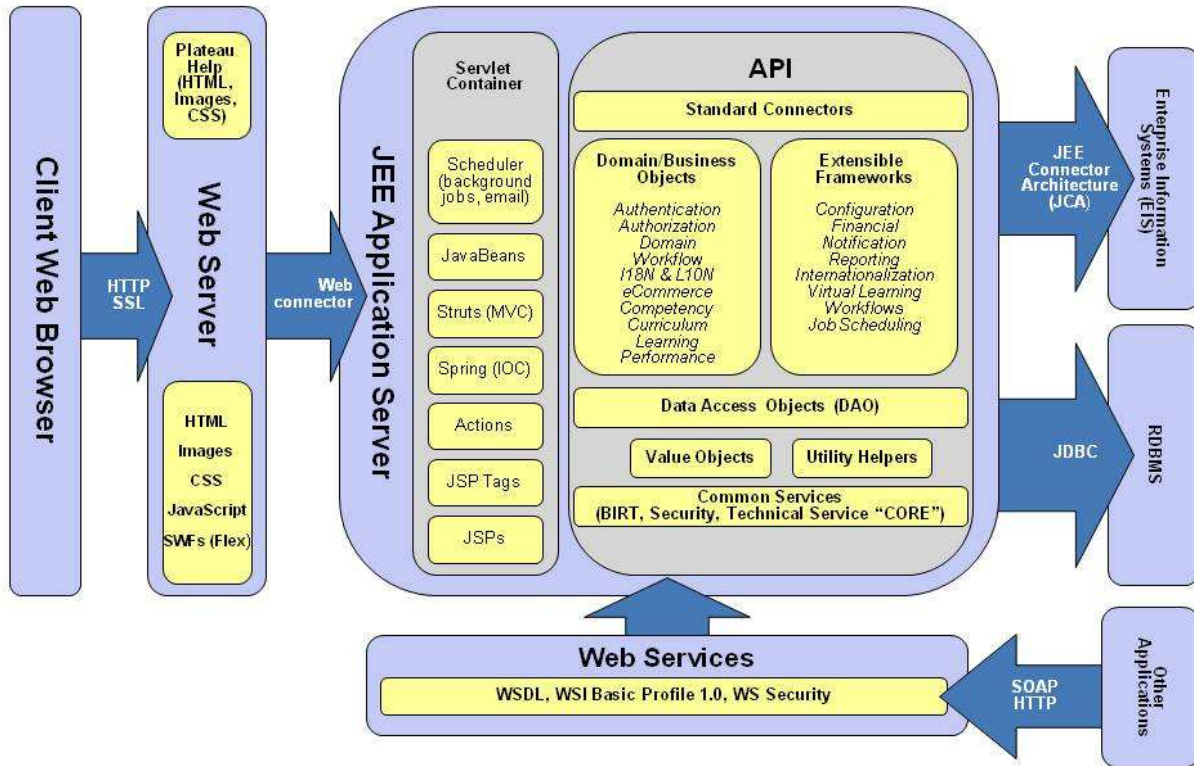 Client Web Browser
HTTP
SSL
Web Server
Plateau
Help
(HTML,
Images,
CSS)
HTML
Images
CSS
JavaScript
SWFs (Flex)
Web
connector
JEE Application Server
Servlet
Container
Scheduler
(background
jobs, email)
JavaBeans
Struts (MVC)
Spring (IOC)
Actions
JSP Tags
JSPs
API
Standard Connectors
Domain/Business
Objects
Authentication
Authorization
Domain
Workflow
I18N & L10N
eCommerce
Competency
Curriculum
Learning
Performance
Extensible
Frameworks
Configuration
Financial
Notification
Reporting
Internationalization
Virtual Learning
Workflows
Job Scheduling
Data Access Objects (DAO)
Value Objects
Utility Helpers
Common Services
(BIRT, Security, Technical Service “CORE”)
JEE
Connector
Architecture
(JCA)
Enterprise Information
Systems (EIS)
JDBC
RDBMS
Web Services
WSDL, WSI Basic Profile 1.0, WS Security
SOAP
HTTP
Other
Applications